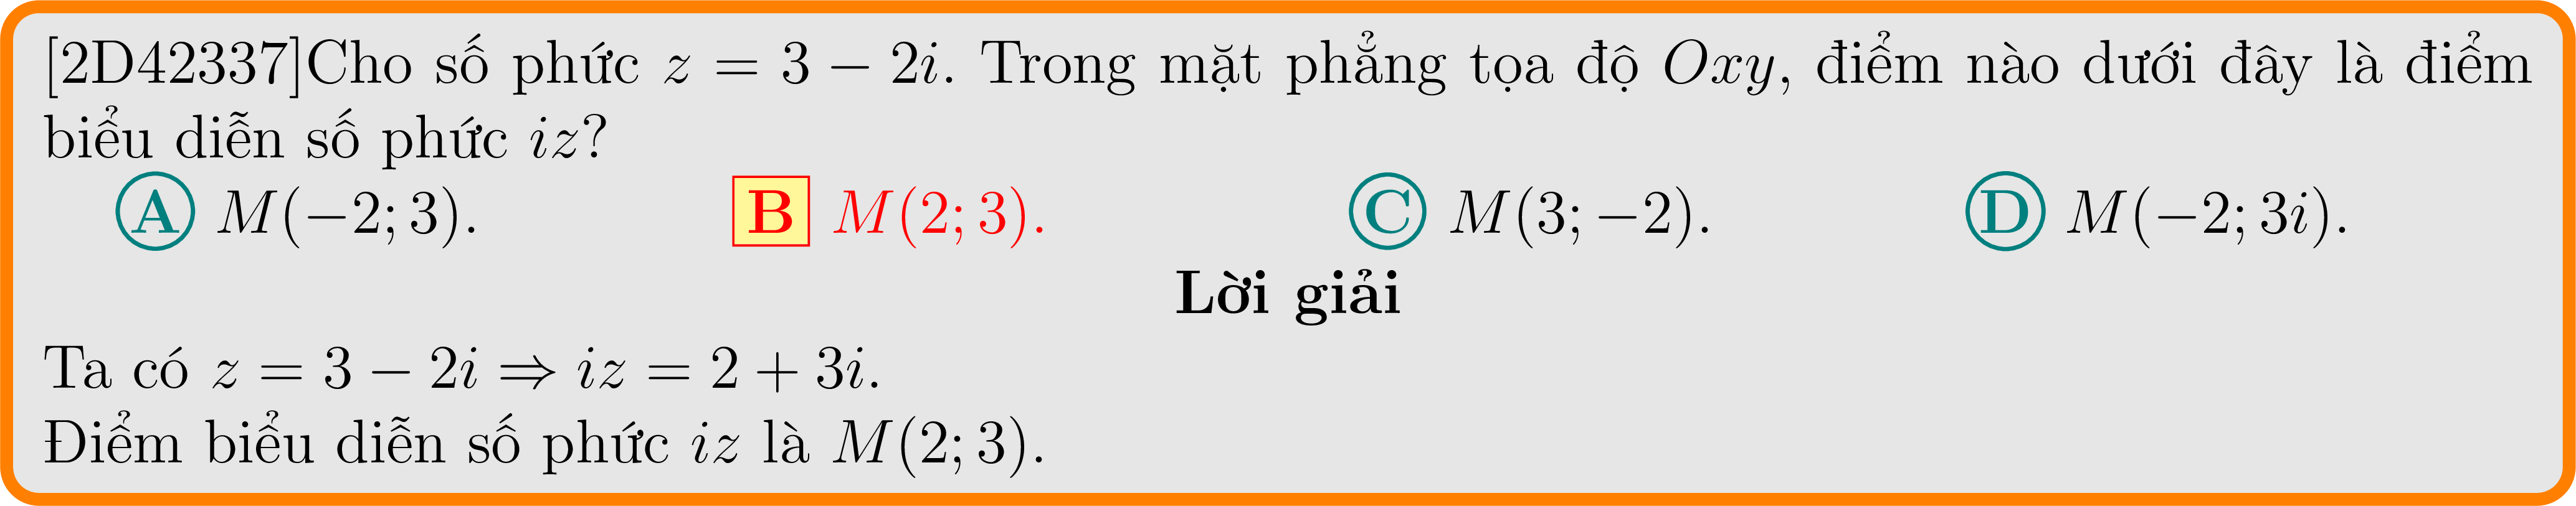 [2D42337]Cho số phức z = 3 − 2i. Trong mặt phẳng tọa độ Oxy, điểm nào dưới đây là điểm
biểu diễn số phức iz?
A M(−2; 3). B M(2; 3). C M(3; −2). D M(−2; 3i).
Lời giải
Ta có z = 3 − 2i ⇒ iz = 2 + 3i.
Điểm biểu diễn số phức iz là M(2; 3).